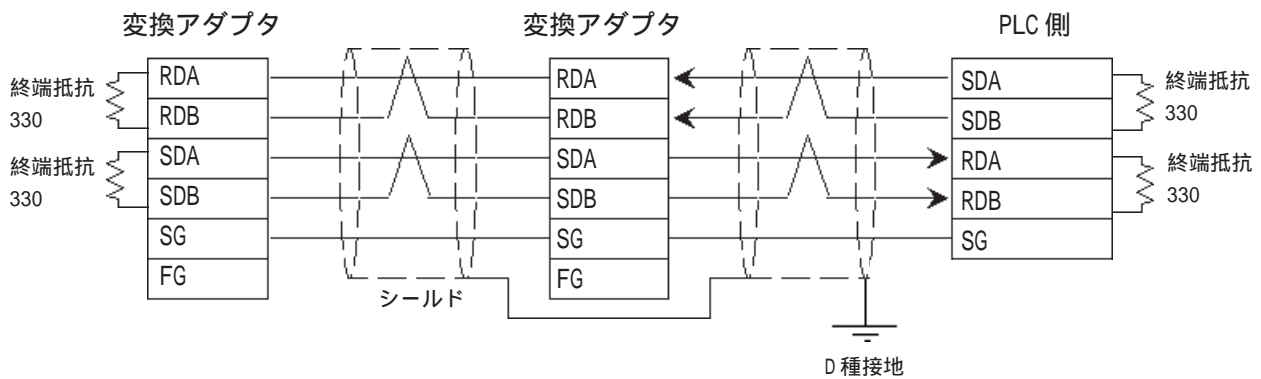 変換アダプタ
変換アダプタ
PLC 側
終端抵抗
330
終端抵抗
330
RDA
RDB
SDA
SDB
SG
FG
シールド
RDA
RDB
SDA
SDB
SG
FG
SDA
SDB
RDA
RDB
SG
終端抵抗
330
終端抵抗
330
D 種接地